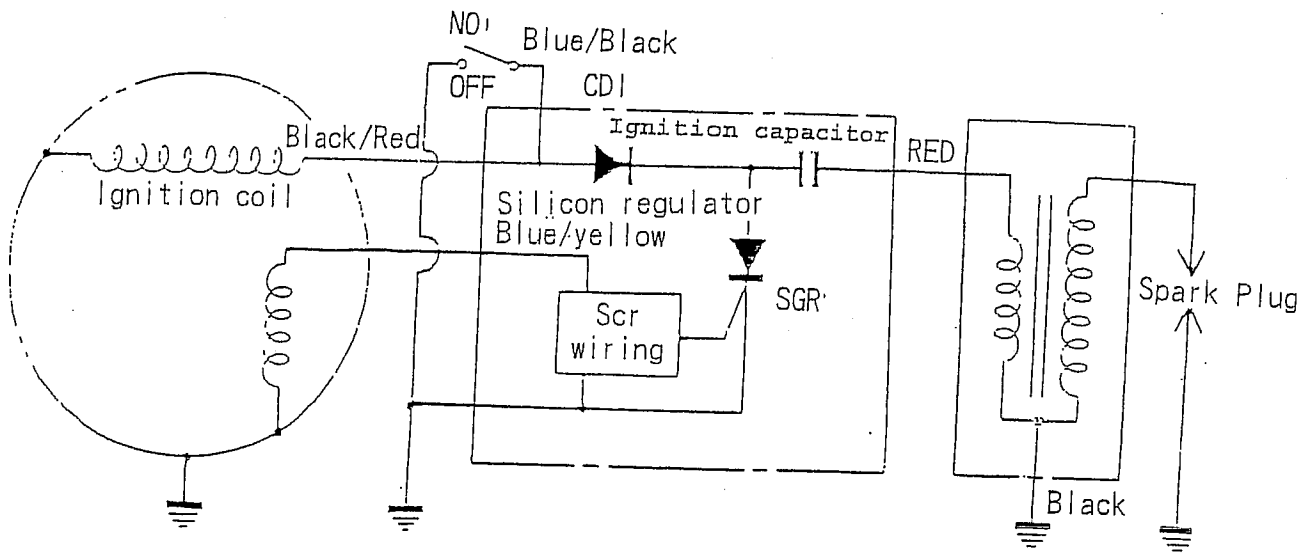 NO'
Blue/Black
OFF
CDI
Ignition capacitor
Black/Red
RED
Ignition coil
Silicon regulator
Blue/yellow
SGR'
Spark Plug
Scr
wiring
Black